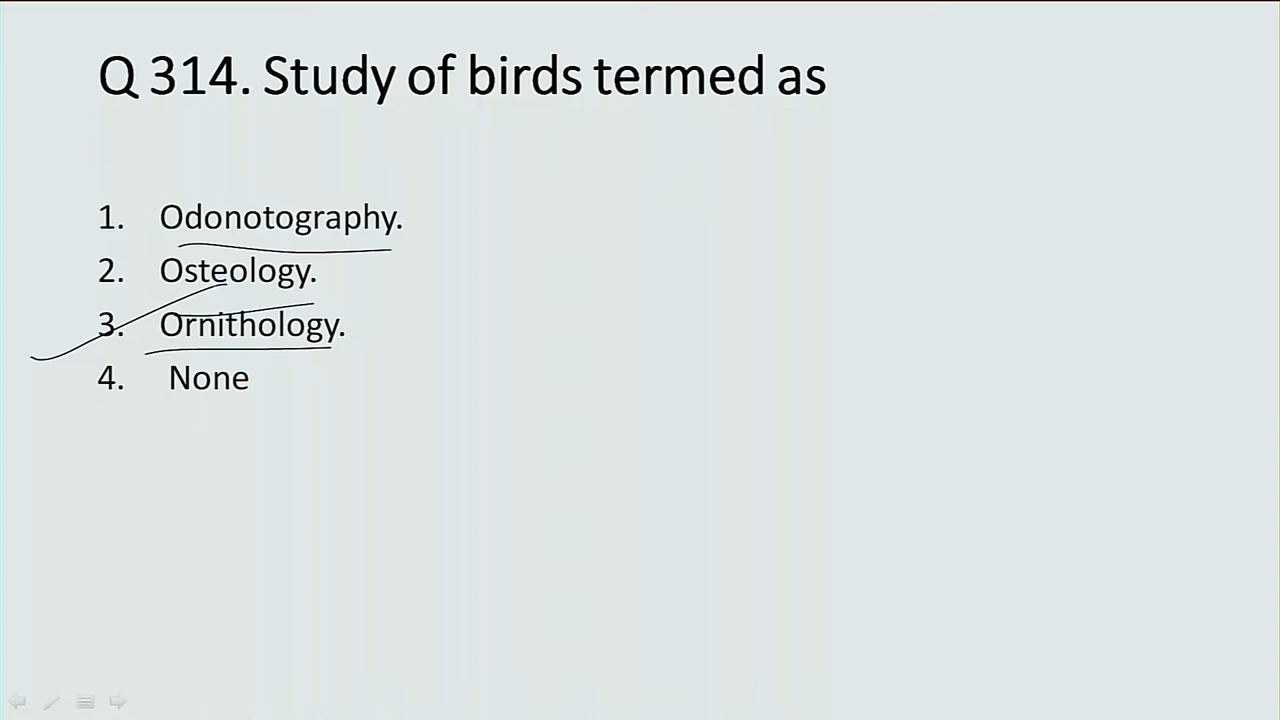 Q 314. Study of birds termed as
1. Odonotography.
2. Osteology.
3. Ornithology.
4. None